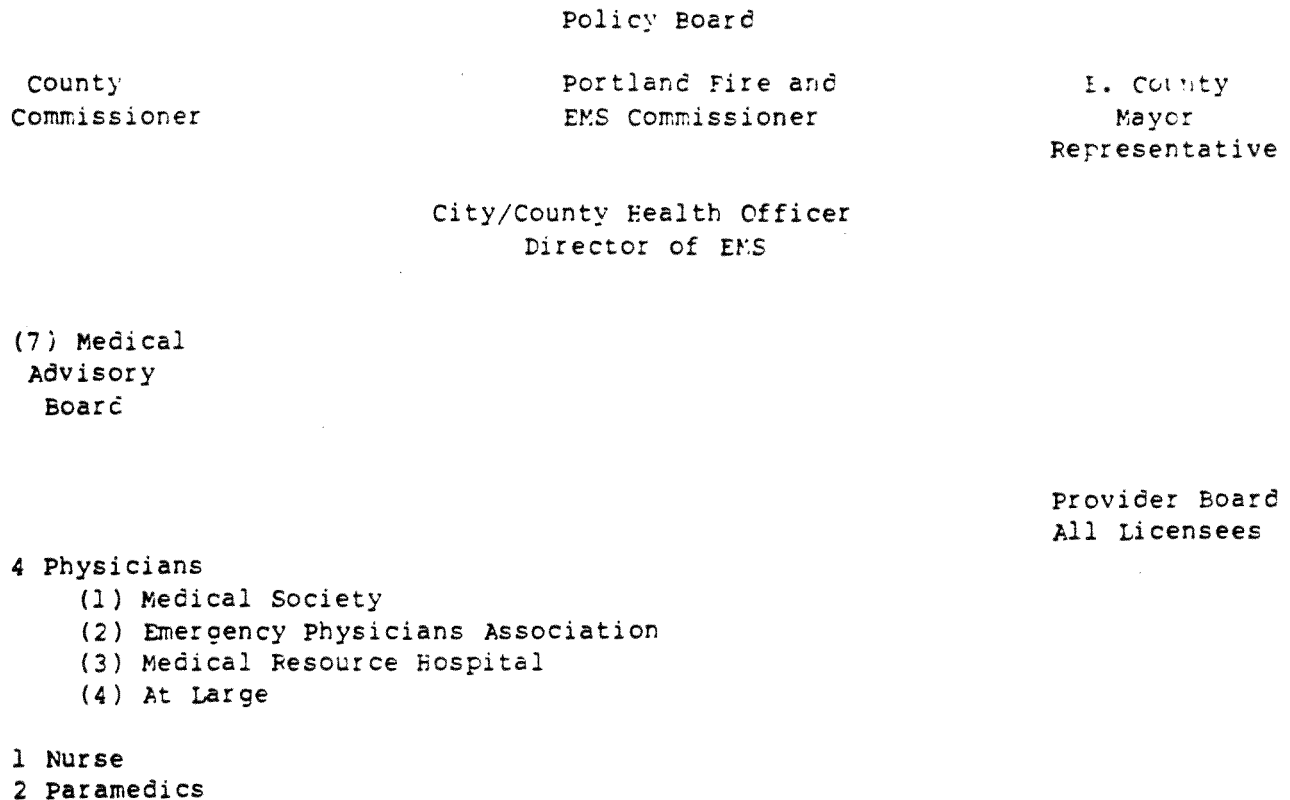 Policy Board
County Portland Fire and E. County
Commissioner EMS Commissioner Mayor
Representative
City/County Health Officer
Director of EMS
(7) Medical
Advisory
Board
Provider Board
All Licensees
4 Physicians
(1) Medical Society
(2) Emergency Physicians Association
(3) Medical Resource Hospital
(4) At Large
1 Nurse
2 Paramedics